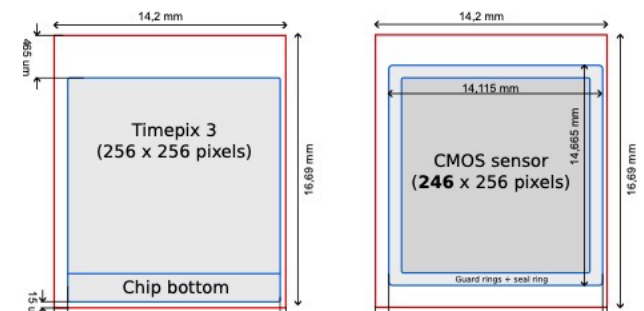 14,2 mm
465 um
Timepix 3
(256 x 256 pixels)
16,69 mm
Chip bottom
14,2 mm
14,115 mm
14,665 mm
CMOS sensor
(246 x 256 pixels)
16,69 mm
Guard rings + seal ring